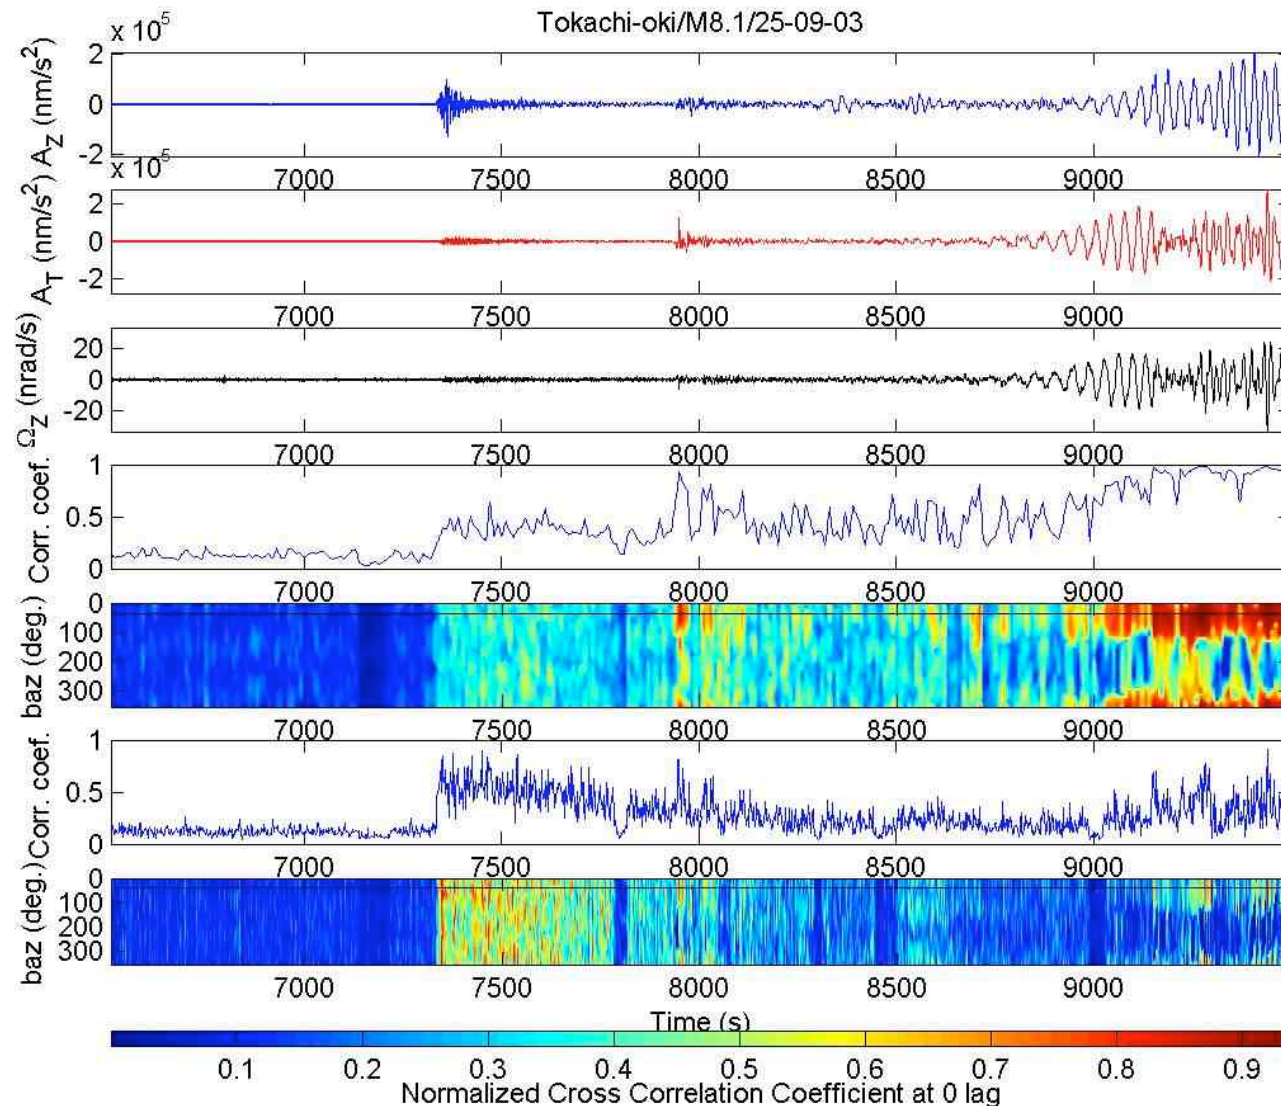 Tokachi-oki/M8.1/25-09-03
x 10^5
A_Z (nm/s^2)
2
0
-2
7000 7500 8000 8500 9000
x 10^5
A_T (nm/s^2)
2
0
-2
7000 7500 8000 8500 9000
Ω_Z (nrad/s)
20
0
-20
7000 7500 8000 8500 9000
Corr. coef.
1
0.5
0
7000 7500 8000 8500 9000
baz (deg.)
0
100
200
300
7000 7500 8000 8500 9000
Corr. coef.
1
0.5
0
7000 7500 8000 8500 9000
baz (deg.)
0
100
200
300
7000 7500 8000 8500 9000
Time (s)
0.1 0.2 0.3 0.4 0.5 0.6 0.7 0.8 0.9
Normalized Cross Correlation Coefficient at 0 lag